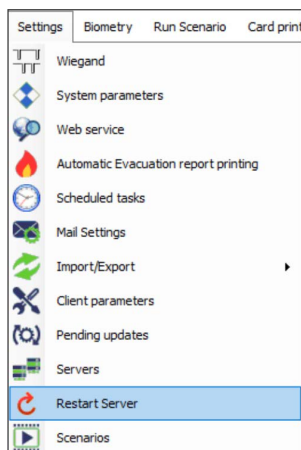 Settings Biometry Run Scenario Card print
Wiegand
System parameters
Web service
Automatic Evacuation report printing
Scheduled tasks
Mail Settings
Import/Export
Client parameters
Pending updates
Servers
Restart Server
Scenarios